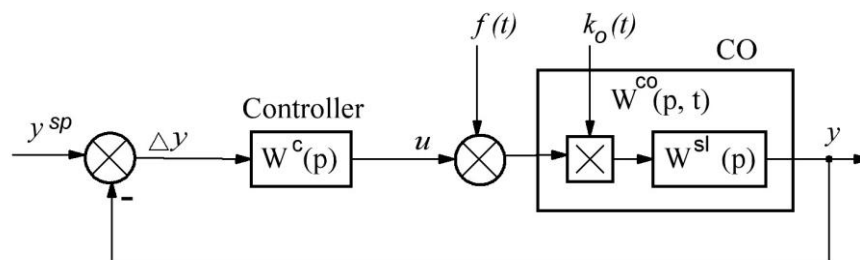 f(t)
k_o(t)
CO
W^co(p, t)
Controller
y^sp
△y
W^c(p)
u
W^sl (p)
y
-